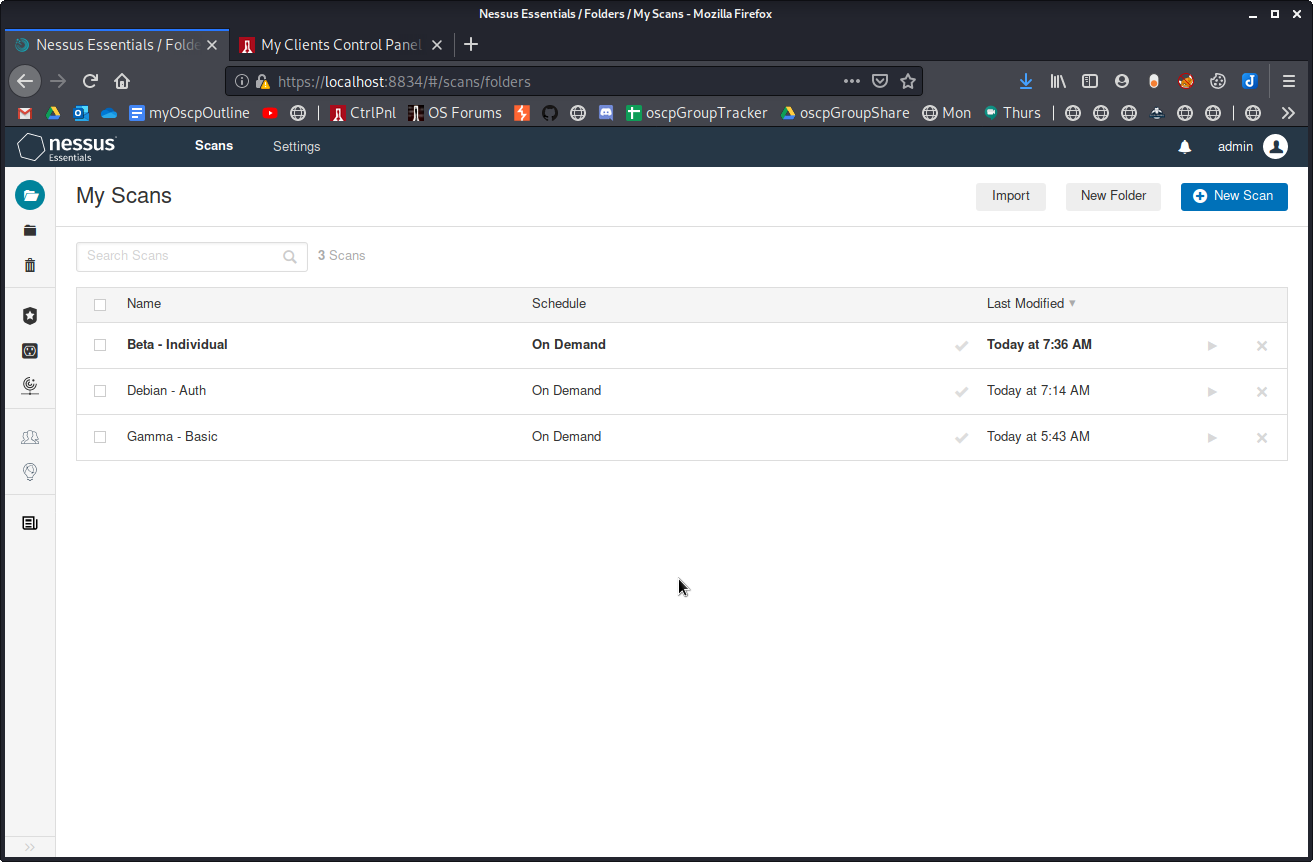 Nessus Essentials / Folders / My Scans - Mozilla Firefox
Nessus Essentials / Folde
My Clients Control Panel
https://localhost:8834/#/scans/folders
myOscpOutline CtrlPnl OS Forums oscpGroupTracker oscpGroupShare Mon Thurs
nessus Essentials
Scans Settings admin
My Scans Import New Folder New Scan
Search Scans 3 Scans
Name Schedule Last Modified
Beta - Individual On Demand Today at 7:36 AM
Debian - Auth On Demand Today at 7:14 AM
Gamma - Basic On Demand Today at 5:43 AM